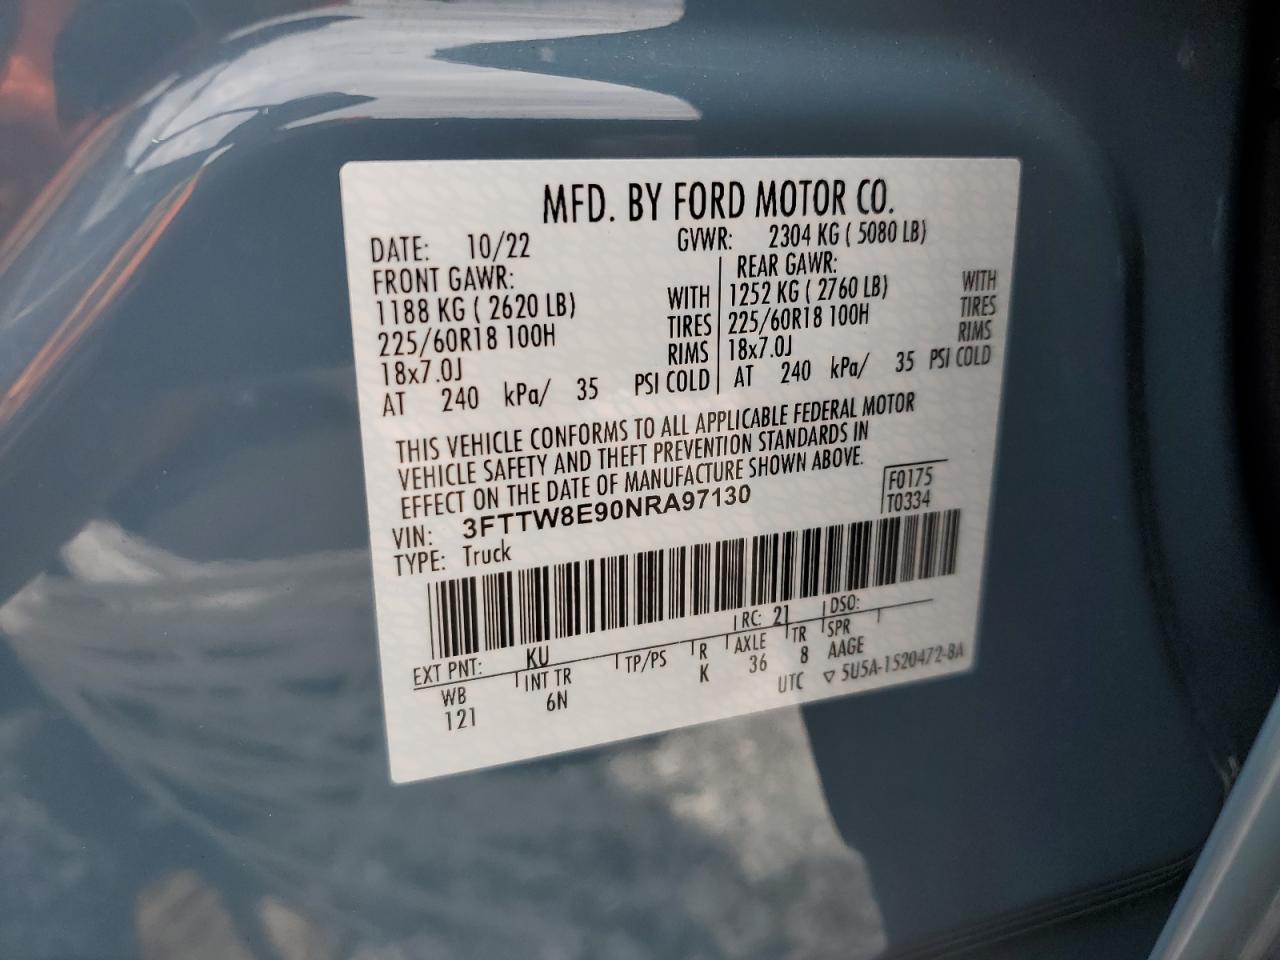 MFD. BY FORD MOTOR CO.
DATE: 10/22 GVWR: 2304 KG ( 5080 LB)
FRONT GAWR: REAR GAWR:
1188 KG ( 2620 LB) WITH 1252 KG ( 2760 LB) WITH
225/60R18 100H TIRES 225/60R18 100H TIRES
18x7.0J RIMS 18x7.0J RIMS
AT 240 kPa/ 35 PSI COLD AT 240 kPa/ 35 PSI COLD
THIS VEHICLE CONFORMS TO ALL APPLICABLE FEDERAL MOTOR
VEHICLE SAFETY AND THEFT PREVENTION STANDARDS IN
EFFECT ON THE DATE OF MANUFACTURE SHOWN ABOVE.
F0175
VIN: 3FTTW8E90NRA97130 T0334
TYPE: Truck
EXT PNT: KU RC: 21 DSO:
WB INT TR TP/PS R AXLE TR SPR
121 6N K 36 8 AAGE
UTC ▽ 5U5A-1520472-BA